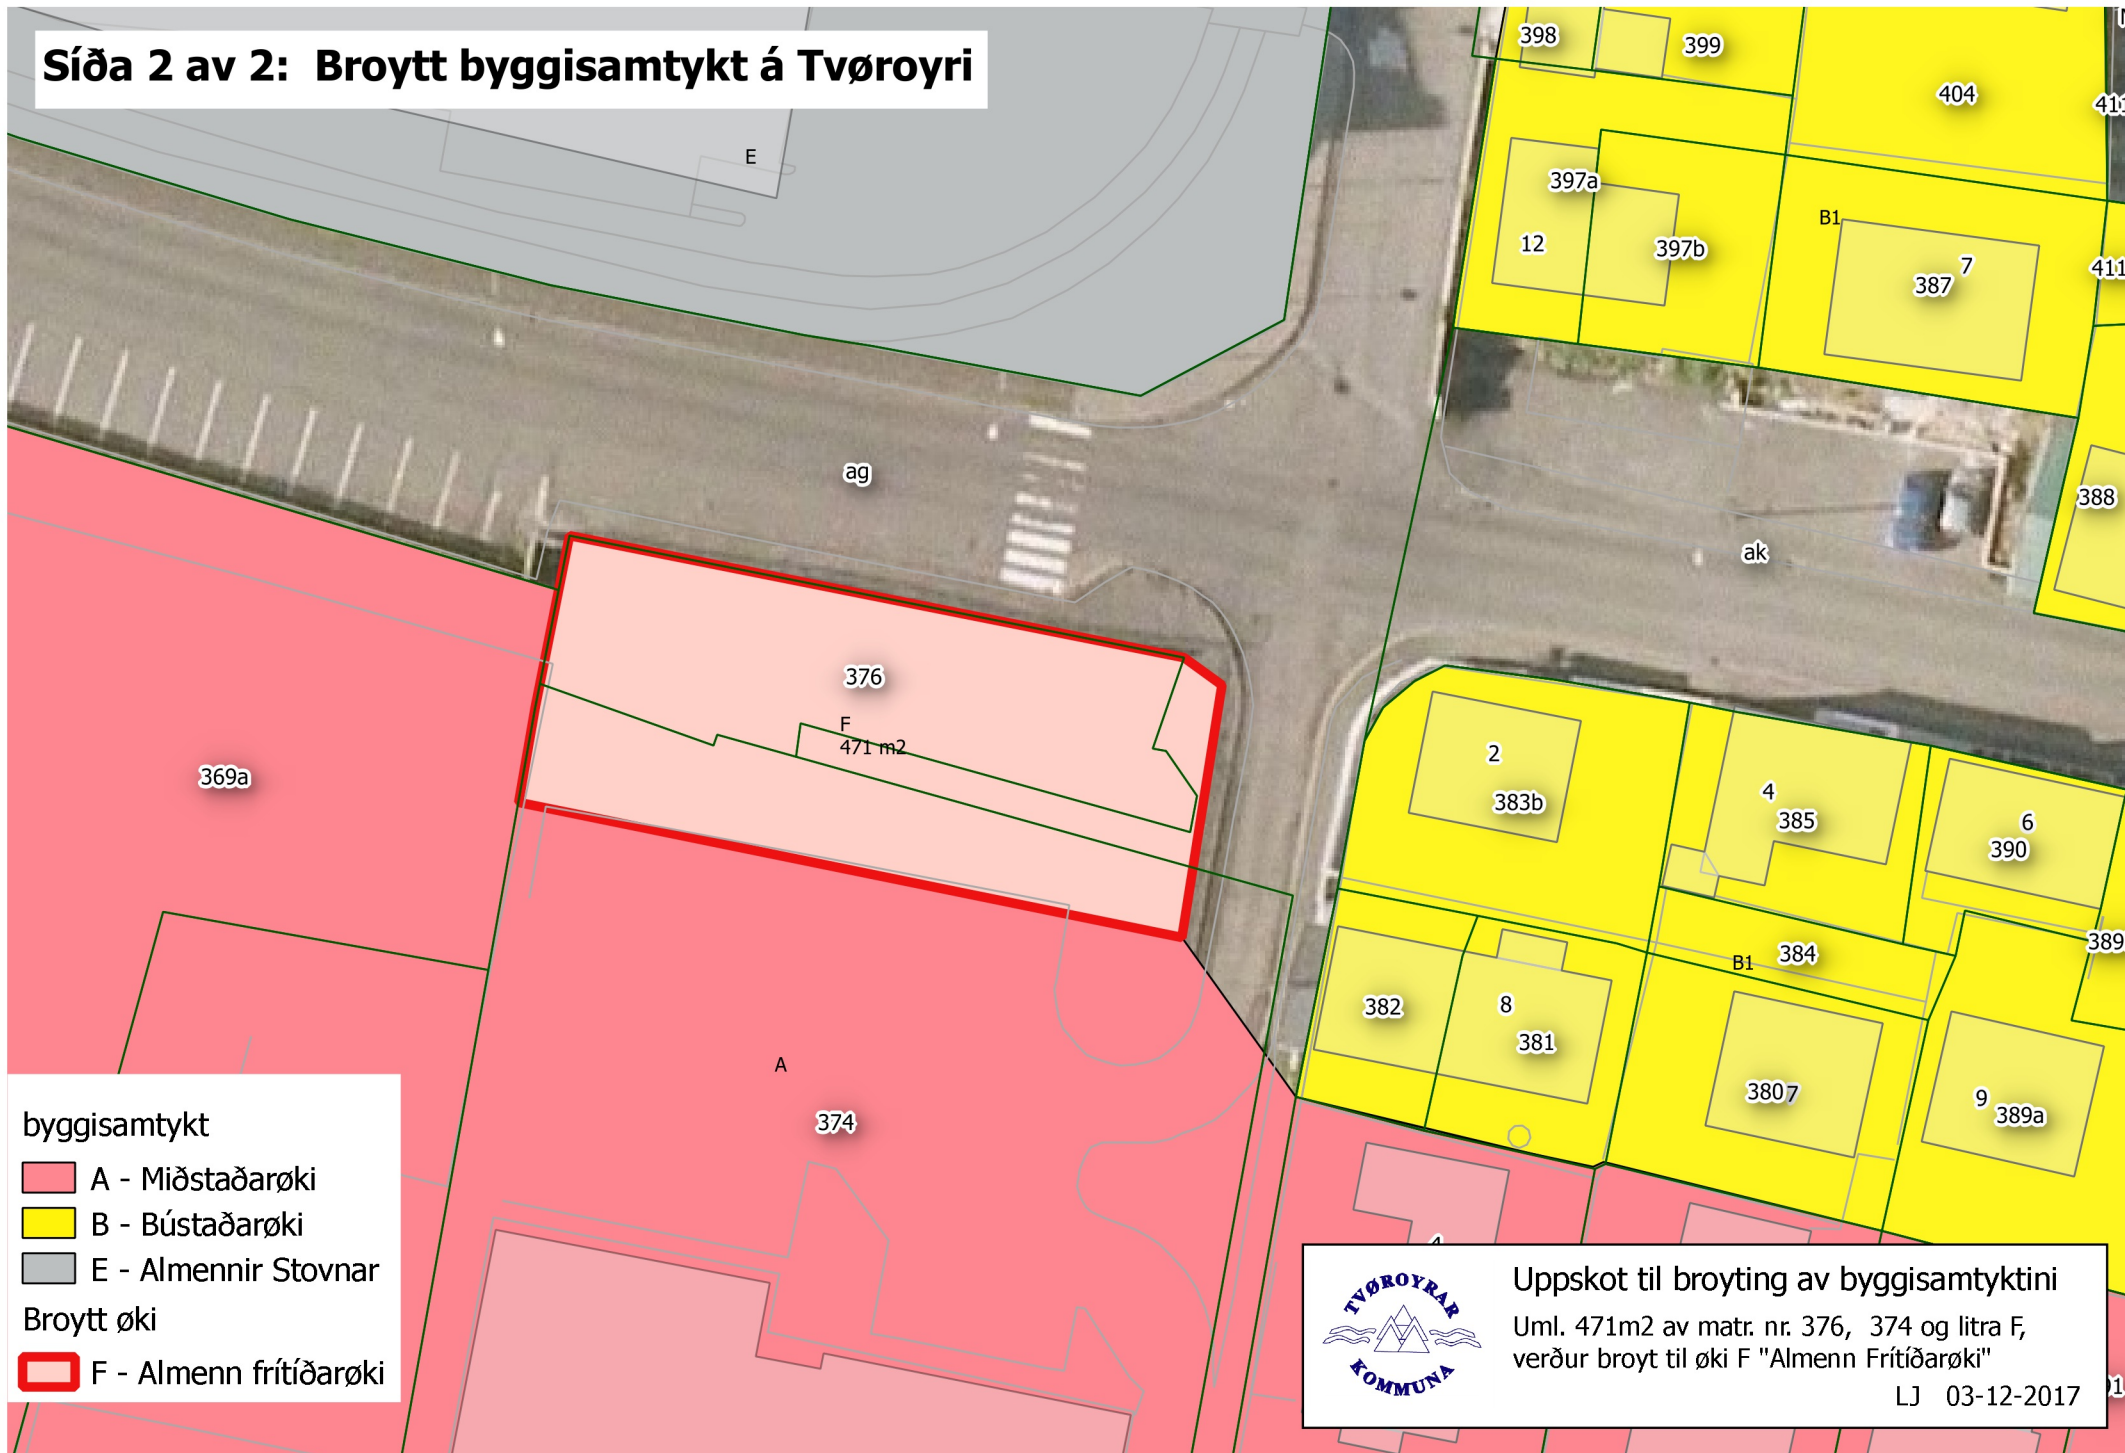 Síða 2 av 2:  Broytt byggisamtykt á Tvøroyri
398
399
404
E
397a
B1
12
397b
7
387
411
ag
388
ak
376
F
471 m2
2
383b
4
385
6
390
369a
389
384
B1
382
8
381
A
374
380
7
9
389a
4
byggisamtykt
A - Miðstaðarøki
B - Bústaðarøki
E - Almennir Stovnar
Broytt øki
F - Almenn frítíðarøki
TVØROYRAR
KOMMUNA
Uppskot til broyting av byggisamtyktini
Uml. 471m2 av matr. nr. 376,  374 og litra F,
verður broyt til øki F "Almenn Frítíðarøki"
LJ   03-12-2017